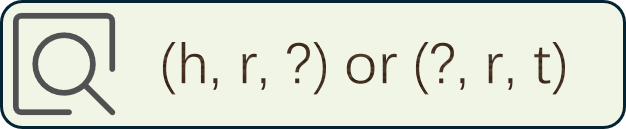 (h, r, ?) or (?, r, t)